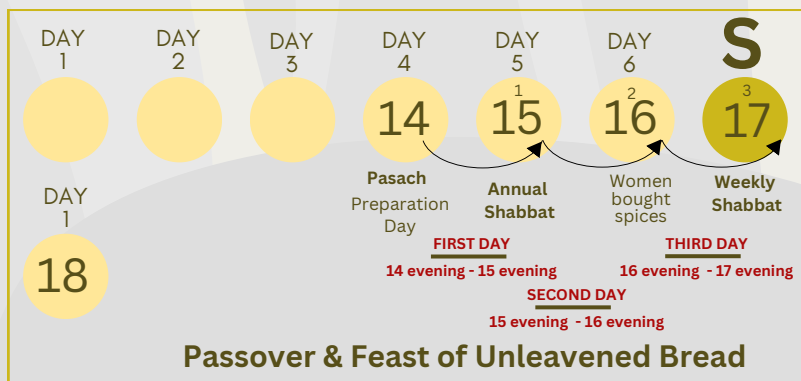 DAY 1
DAY 2
DAY 3
DAY 4
DAY 5
DAY 6
S
14
1
15
2
16
3
17
Pasach
Preparation
Day
Annual
Shabbat
Women
bought
spices
Weekly
Shabbat
FIRST DAY
14 evening - 15 evening
THIRD DAY
16 evening - 17 evening
SECOND DAY
15 evening - 16 evening
DAY
1
18
Passover & Feast of Unleavened Bread